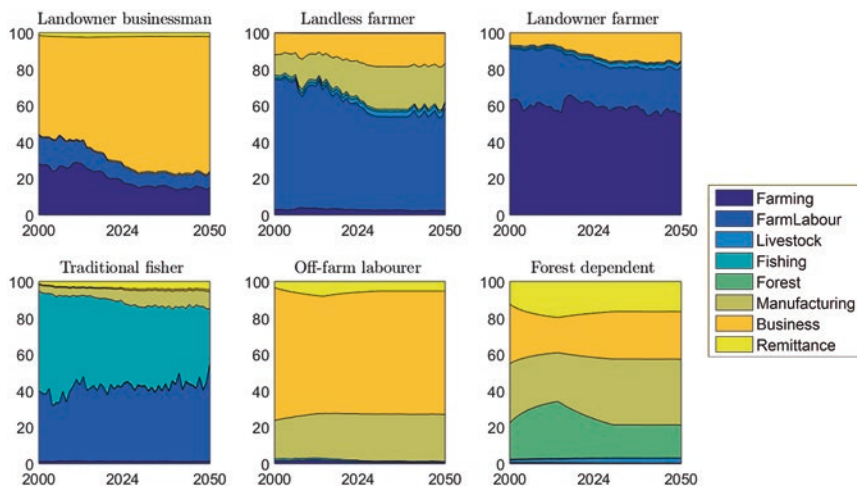 Landowner businessman
Landless farmer
Landowner farmer
100
80
60
40
20
0
2000 2024 2050
100
80
60
40
20
0
2000 2024 2050
100
80
60
40
20
0
2000 2024 2050
Farming
FarmLabour
Livestock
Fishing
Forest
Manufacturing
Business
Remittance
Traditional fisher
Off-farm labourer
Forest dependent
100
80
60
40
20
0
2000 2024 2050
100
80
60
40
20
0
2000 2024 2050
100
80
60
40
20
0
2000 2024 2050